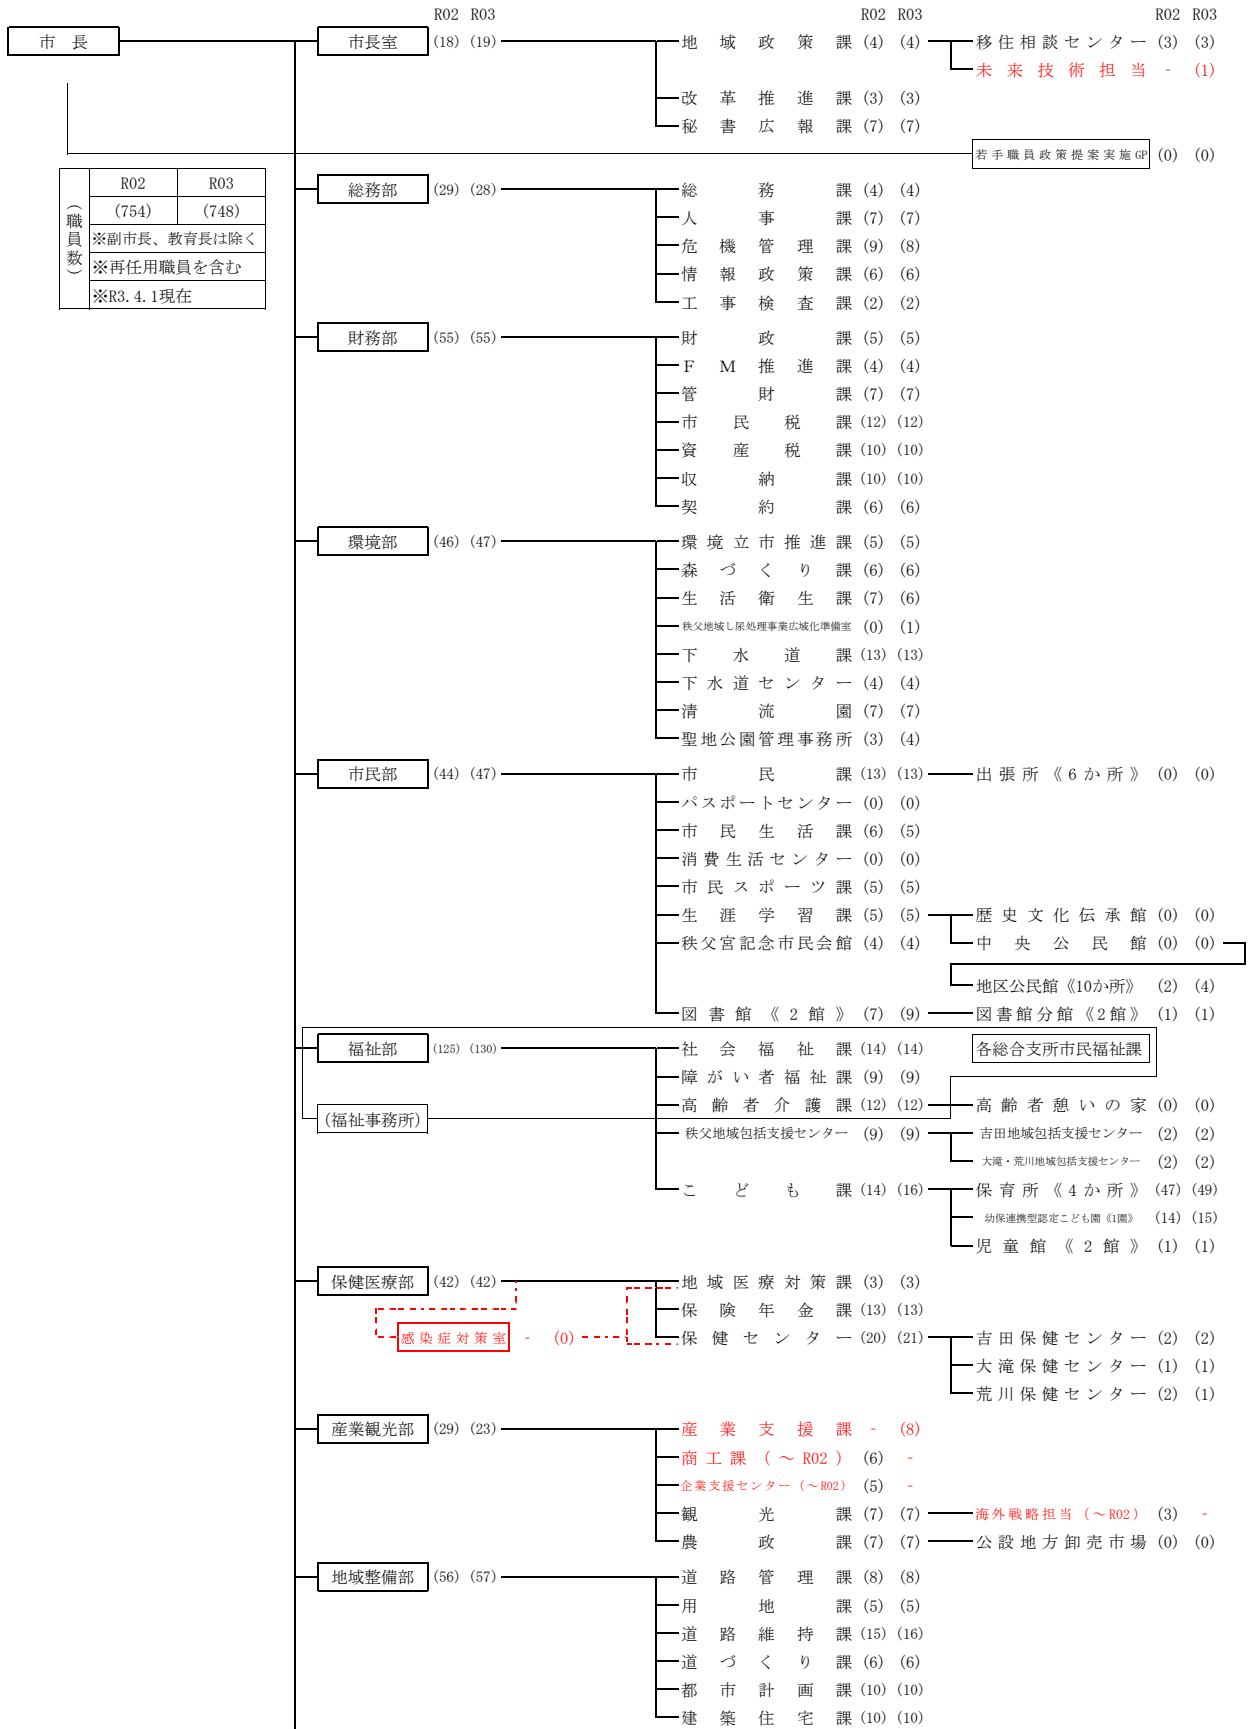 R02 R03 R02 R03 R02 R03
市長 市長室 (18) (19) 地域政策課 (4) (4) 移住相談センター (3) (3)
未来技術担当 - (1)
改革推進課 (3) (3)
秘書広報課 (7) (7)
若手職員政策提案実施GP (0) (0)
（職員数） R02 R03
(754) (748)
※副市長、教育長は除く
※再任用職員を含む
※R3.4.1現在
総務部 (29) (28) 総務課 (4) (4)
人事課 (7) (7)
危機管理課 (9) (8)
情報政策課 (6) (6)
工事検査課 (2) (2)
財務部 (55) (55) 財政課 (5) (5)
ＦＭ推進課 (4) (4)
管財課 (7) (7)
市民税課 (12) (12)
資産税課 (10) (10)
収納課 (10) (10)
契約課 (6) (6)
環境部 (46) (47) 環境立市推進課 (5) (5)
森づくり課 (6) (6)
生活衛生課 (7) (6)
秩父地域し尿処理事業広域化準備室 (0) (1)
下水道課 (13) (13)
下水道センター (4) (4)
清流園 (7) (7)
聖地公園管理事務所 (3) (4)
市民部 (44) (47) 市民課 (13) (13) 出張所《6か所》 (0) (0)
パスポートセンター (0) (0)
市民生活課 (6) (5)
消費生活センター (0) (0)
市民スポーツ課 (5) (5)
生涯学習課 (5) (5) 歴史文化伝承館 (0) (0)
秩父宮記念市民会館 (4) (4) 中央公民館 (0) (0)
地区公民館《10か所》 (2) (4)
図書館《2館》 (7) (9) 図書館分館《2館》 (1) (1)
福祉部 (125) (130) 社会福祉課 (14) (14) 各総合支所市民福祉課
障がい者福祉課 (9) (9)
高齢者介護課 (12) (12) 高齢者憩いの家 (0) (0)
(福祉事務所)
秩父地域包括支援センター (9) (9) 吉田地域包括支援センター (2) (2)
大滝・荒川地域包括支援センター (2) (2)
こども課 (14) (16) 保育所《4か所》 (47) (49)
幼保連携型認定こども園《1園》 (14) (15)
児童館《2館》 (1) (1)
保健医療部 (42) (42) 地域医療対策課 (3) (3)
保険年金課 (13) (13)
感染症対策室 - (0) 保健センター (20) (21) 吉田保健センター (2) (2)
大滝保健センター (1) (1)
荒川保健センター (2) (1)
産業観光部 (29) (23) 産業支援課 - (8)
商工課（～R02） (6) -
企業支援センター（～R02） (5) -
観光課 (7) (7) 海外戦略担当（～R02） (3) -
農政課 (7) (7) 公設地方卸売市場 (0) (0)
地域整備部 (56) (57) 道路管理課 (8) (8)
用地課 (5) (5)
道路維持課 (15) (16)
道づくり課 (6) (6)
都市計画課 (10) (10)
建築住宅課 (10) (10)